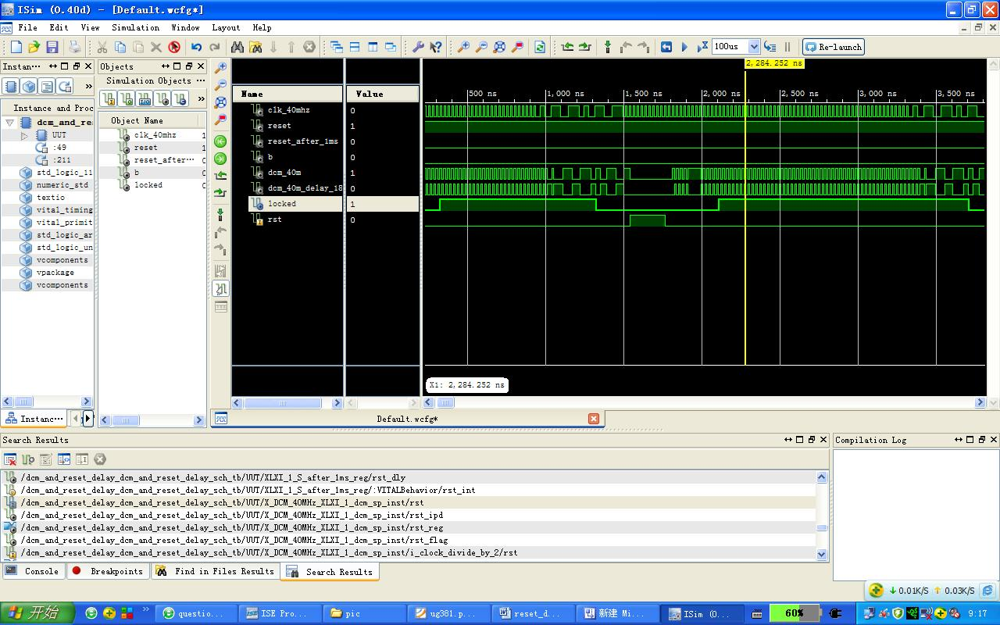 ISim (0.40d) - [Default.wcfg*]
File Edit View Simulation Window Layout Help
100us
Re-launch
Instan···
Objects
Simulation Objects ···
Instance and Proc
dcm_and_re
UUT
:49
:211
std_logic_11
numeric_std
textio
vital_timing
vital_primit
std_logic_ar
std_logic_un
vcomponents
vpackage
vcomponents
Instanc···
Object Name
clk_40mhz 1
reset 1
reset_after··· 0
b 0
locked 0
Name Value
clk_40mhz 0
reset 1
reset_after_1ms 0
b 0
dcm_40m 1
dcm_40m_delay_18 0
locked 1
rst 0
2,284.252 ns
500 ns 1,000 ns 1,500 ns 2,000 ns 2,500 ns 3,000 ns 3,500 ns
X1: 2,284.252 ns
Default.wcfg*
Search Results
Compilation Log
/dcm_and_reset_delay_dcm_and_reset_delay_sch_tb/UUT/XLXI_1_S_after_1ms_reg/rst_dly
/dcm_and_reset_delay_dcm_and_reset_delay_sch_tb/UUT/XLXI_1_S_after_1ms_reg/:VITALBehavior/rst_int
/dcm_and_reset_delay_dcm_and_reset_delay_sch_tb/UUT/X_DCM_40MHz_XLXI_1_dcm_sp_inst/rst
/dcm_and_reset_delay_dcm_and_reset_delay_sch_tb/UUT/X_DCM_40MHz_XLXI_1_dcm_sp_inst/rst_ipd
/dcm_and_reset_delay_dcm_and_reset_delay_sch_tb/UUT/X_DCM_40MHz_XLXI_1_dcm_sp_inst/rst_reg
/dcm_and_reset_delay_dcm_and_reset_delay_sch_tb/UUT/X_DCM_40MHz_XLXI_1_dcm_sp_inst/rst_flag
/dcm_and_reset_delay_dcm_and_reset_delay_sch_tb/UUT/X_DCM_40MHz_XLXI_1_dcm_sp_inst/i_clock_divide_by_2/rst
Console Breakpoints Find in Files Results Search Results
↓ 0.01K/S ↑ 0.03K/S
开始 questio... ISE Pro... pic ug381.p... reset_d... 新建 Mi... ISim (O... 60% 9:17